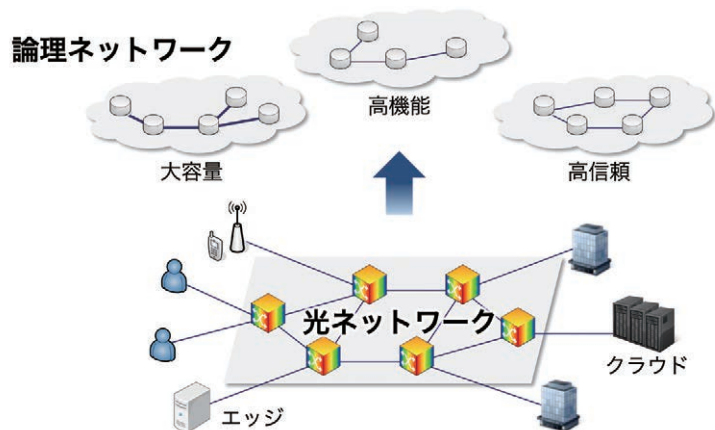 論理ネットワーク
高機能
大容量
高信頼
光ネットワーク
クラウド
エッジ